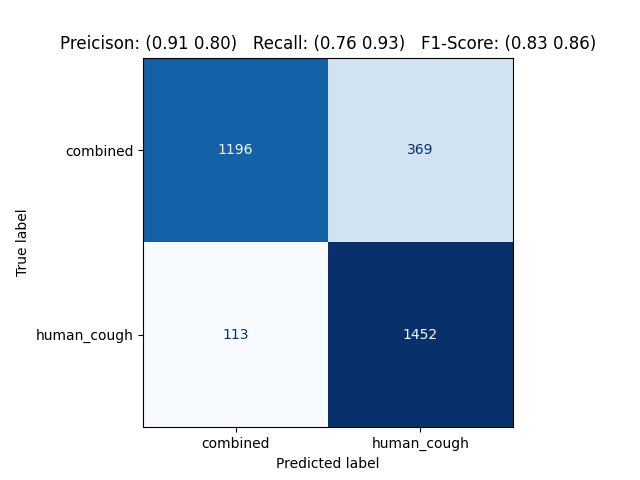 Preicison: (0.91 0.80)   Recall: (0.76 0.93)   F1-Score: (0.83 0.86)
combined
1196
369
True label
human_cough
113
1452
combined
human_cough
Predicted label